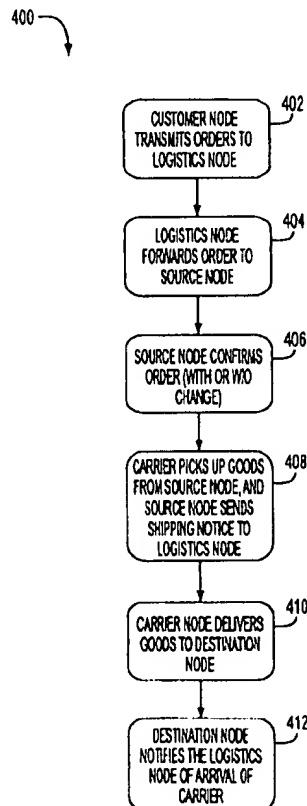 400
402
CUSTOMER NODE
TRANSMITS ORDERS TO
LOGISTICS NODE
404
LOGISTICS NODE
FORWARDS ORDER TO
SOURCE NODE
406
SOURCE NODE CONFIRMS
ORDER (WITH OR W/O
CHANGE)
408
CARRIER PICKS UP GOODS
FROM SOURCE NODE, AND
SOURCE NODE SENDS
SHIPPING NOTICE TO
LOGISTICS NODE
410
CARRIER NODE DELIVERS
GOODS TO DESTINATION
NODE
412
DESTINATION NODE
NOTIFIES THE LOGISTICS
NODE OF ARRIVAL OF
CARRIER